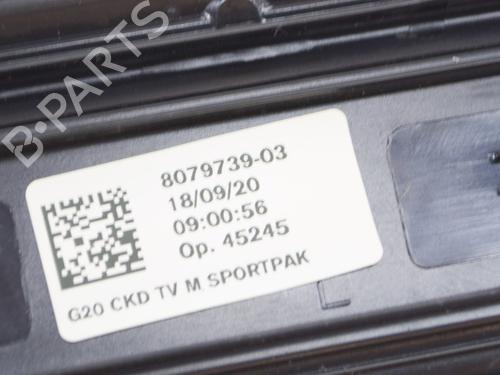 B-PARTS
8079739-03
18/09/20
09:00:56
Op. 45245
G20 CKD TV M SPORTPAK
L